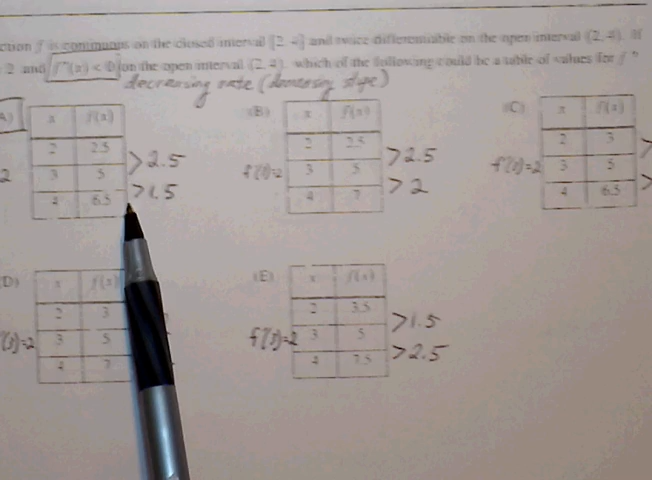 ction f is continuous on the closed interval [2, 4] and twice differentiable on the open interval (2, 4). If
2 and f''(x) < 0 on the open interval (2, 4), which of the following could be a table of values for f ?
decreasing rate (decreasing slope)
A)
x f(x)
2 2.5
3 5
4 6.5
>2.5
>1.5
2
(B)
x f(x)
2 2.5
3 5
4 7
f'(3)=2
>2.5
>2
(C)
x f(x)
2 3
3 5
4 6.5
f'(3)=2
>
>
D)
x f(x)
2 3
3 5
4 7
'(3)=2
(E)
x f(x)
2 3.5
3 5
4 7.5
f'(3)=2
>1.5
>2.5